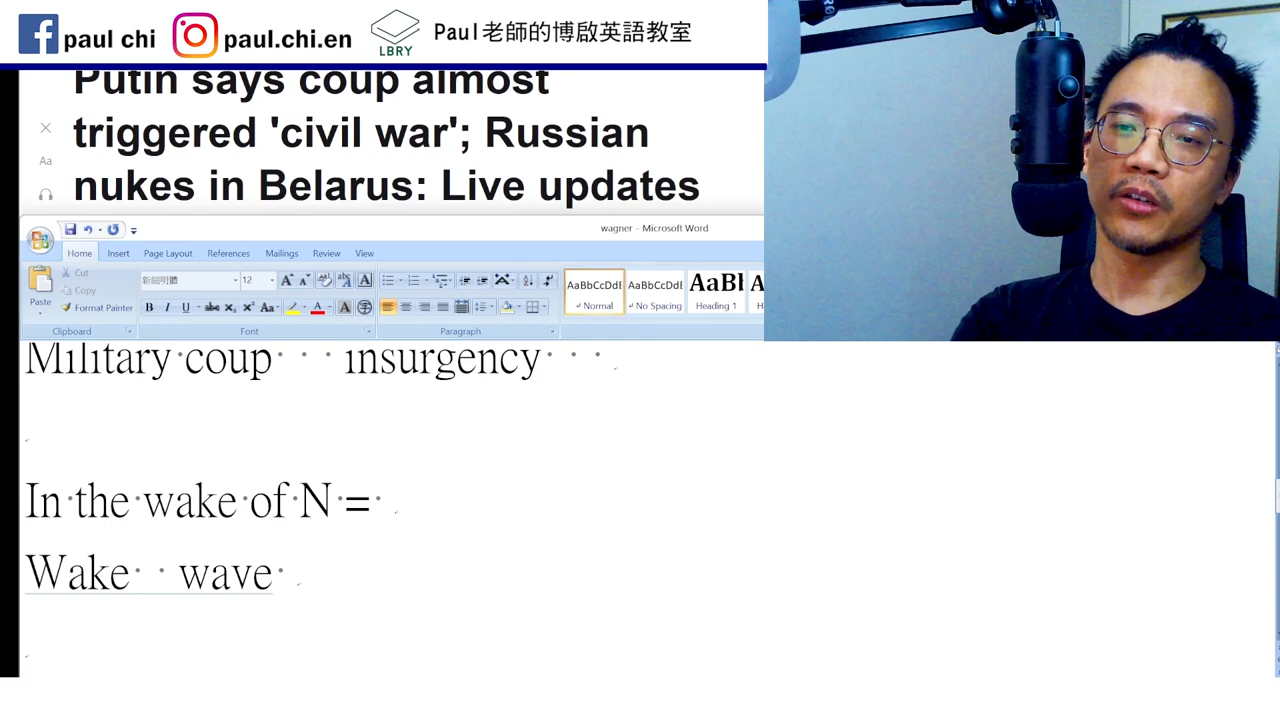 paul chi paul.chi.en LBRY Paul老師的博啟英語教室
Putin says coup almost
triggered 'civil war'; Russian
nukes in Belarus: Live updates
Aa
wagner - Microsoft Word
Home Insert Page Layout References Mailings Review View
Cut
Copy
Paste
Format Painter
新細明體 12
AaBbCcDdE AaBbCcDdE AaBbC
Normal No Spacing Heading 1
Clipboard Font Paragraph
Military coup insurgency
In the wake of N =
Wake wave